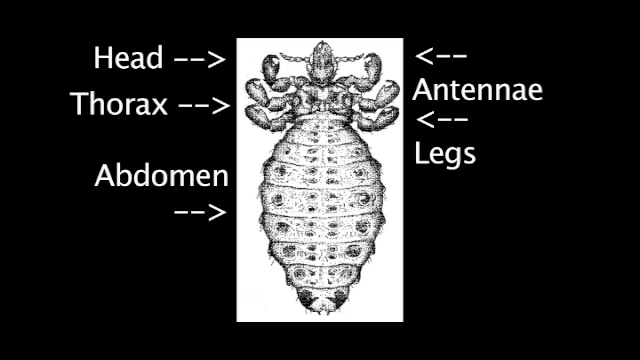 Head -->
Thorax -->
Abdomen
-->
<--
Antennae
<--
Legs